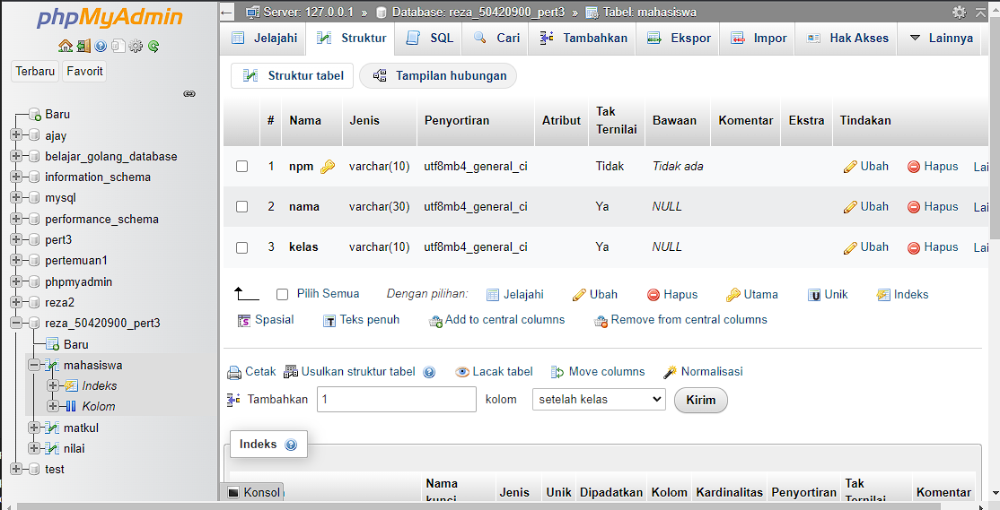 phpMyAdmin
Terbaru Favorit
Baru
ajay
belajar_golang_database
information_schema
mysql
performance_schema
pert3
pertemuan1
phpmyadmin
reza2
reza_50420900_pert3
Baru
mahasiswa
Indeks
Kolom
matkul
nilai
test
Server: 127.0.0.1 » Database: reza_50420900_pert3 » Tabel: mahasiswa
Jelajahi Struktur SQL Cari Tambahkan Ekspor Impor Hak Akses Lainnya
Struktur tabel Tampilan hubungan
# Nama Jenis Penyortiran Atribut Tak Ternilai Bawaan Komentar Ekstra Tindakan
1 npm varchar(10) utf8mb4_general_ci Tidak Tidak ada Ubah Hapus Lai
2 nama varchar(30) utf8mb4_general_ci Ya NULL Ubah Hapus Lai
3 kelas varchar(10) utf8mb4_general_ci Ya NULL Ubah Hapus Lai
Pilih Semua Dengan pilihan: Jelajahi Ubah Hapus Utama Unik Indeks
Spasial Teks penuh Add to central columns Remove from central columns
Cetak Usulkan struktur tabel Lacak tabel Move columns Normalisasi
Tambahkan 1 kolom setelah kelas Kirim
Indeks
Nama kunci Jenis Unik Dipadatkan Kolom Kardinalitas Penyortiran Tak Ternilai Komentar
Konsol